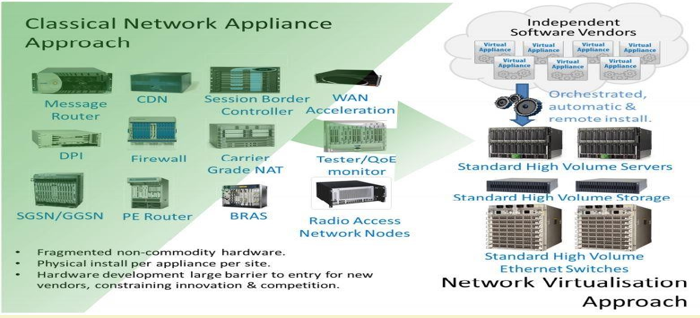 Classical Network Appliance
Approach
Message
Router
CDN
Session Border
Controller
WAN
Acceleration
DPI
Firewall
Carrier
Grade NAT
Tester/QoE
monitor
SGSN/GGSN
PE Router
BRAS
Radio Access
Network Nodes
• Fragmented non-commodity hardware.
• Physical install per appliance per site.
• Hardware development large barrier to entry for new
vendors, constraining innovation & competition.
Independent
Software Vendors
Virtual
Appliance
Virtual
Appliance
Virtual
Appliance
Virtual
Appliance
Virtual
Appliance
Virtual
Appliance
Virtual
Appliance
Orchestrated,
automatic &
remote install.
Standard High Volume Servers
Standard High Volume Storage
Standard High Volume
Ethernet Switches
Network Virtualisation
Approach